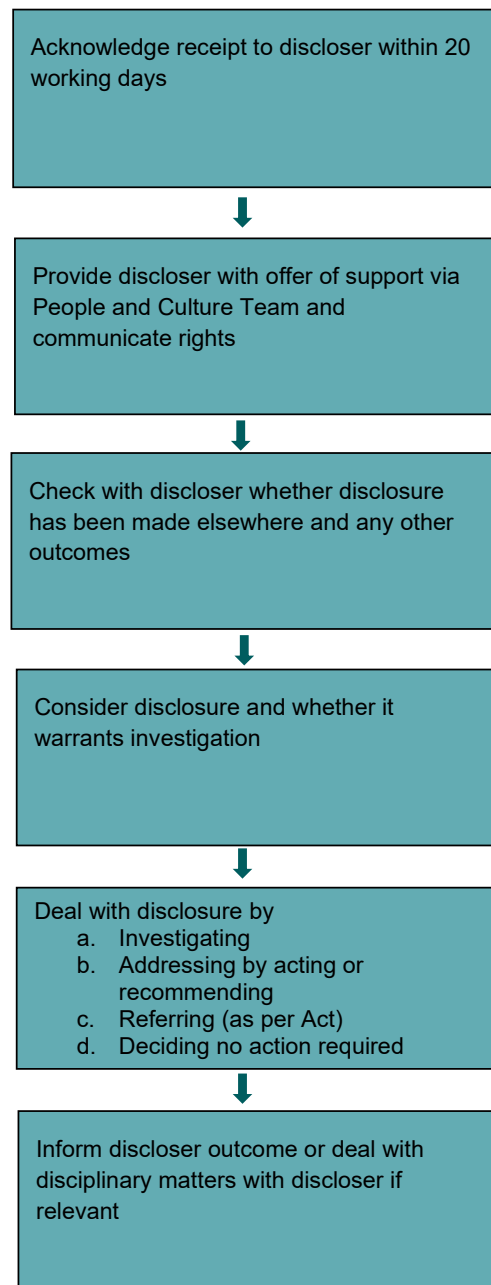 Acknowledge receipt to discloser within 20
working days
Provide discloser with offer of support via
People and Culture Team and
communicate rights
Check with discloser whether disclosure
has been made elsewhere and any other
outcomes
Consider disclosure and whether it
warrants investigation
Deal with disclosure by
a. Investigating
b. Addressing by acting or
recommending
c. Referring (as per Act)
d. Deciding no action required
Inform discloser outcome or deal with
disciplinary matters with discloser if
relevant